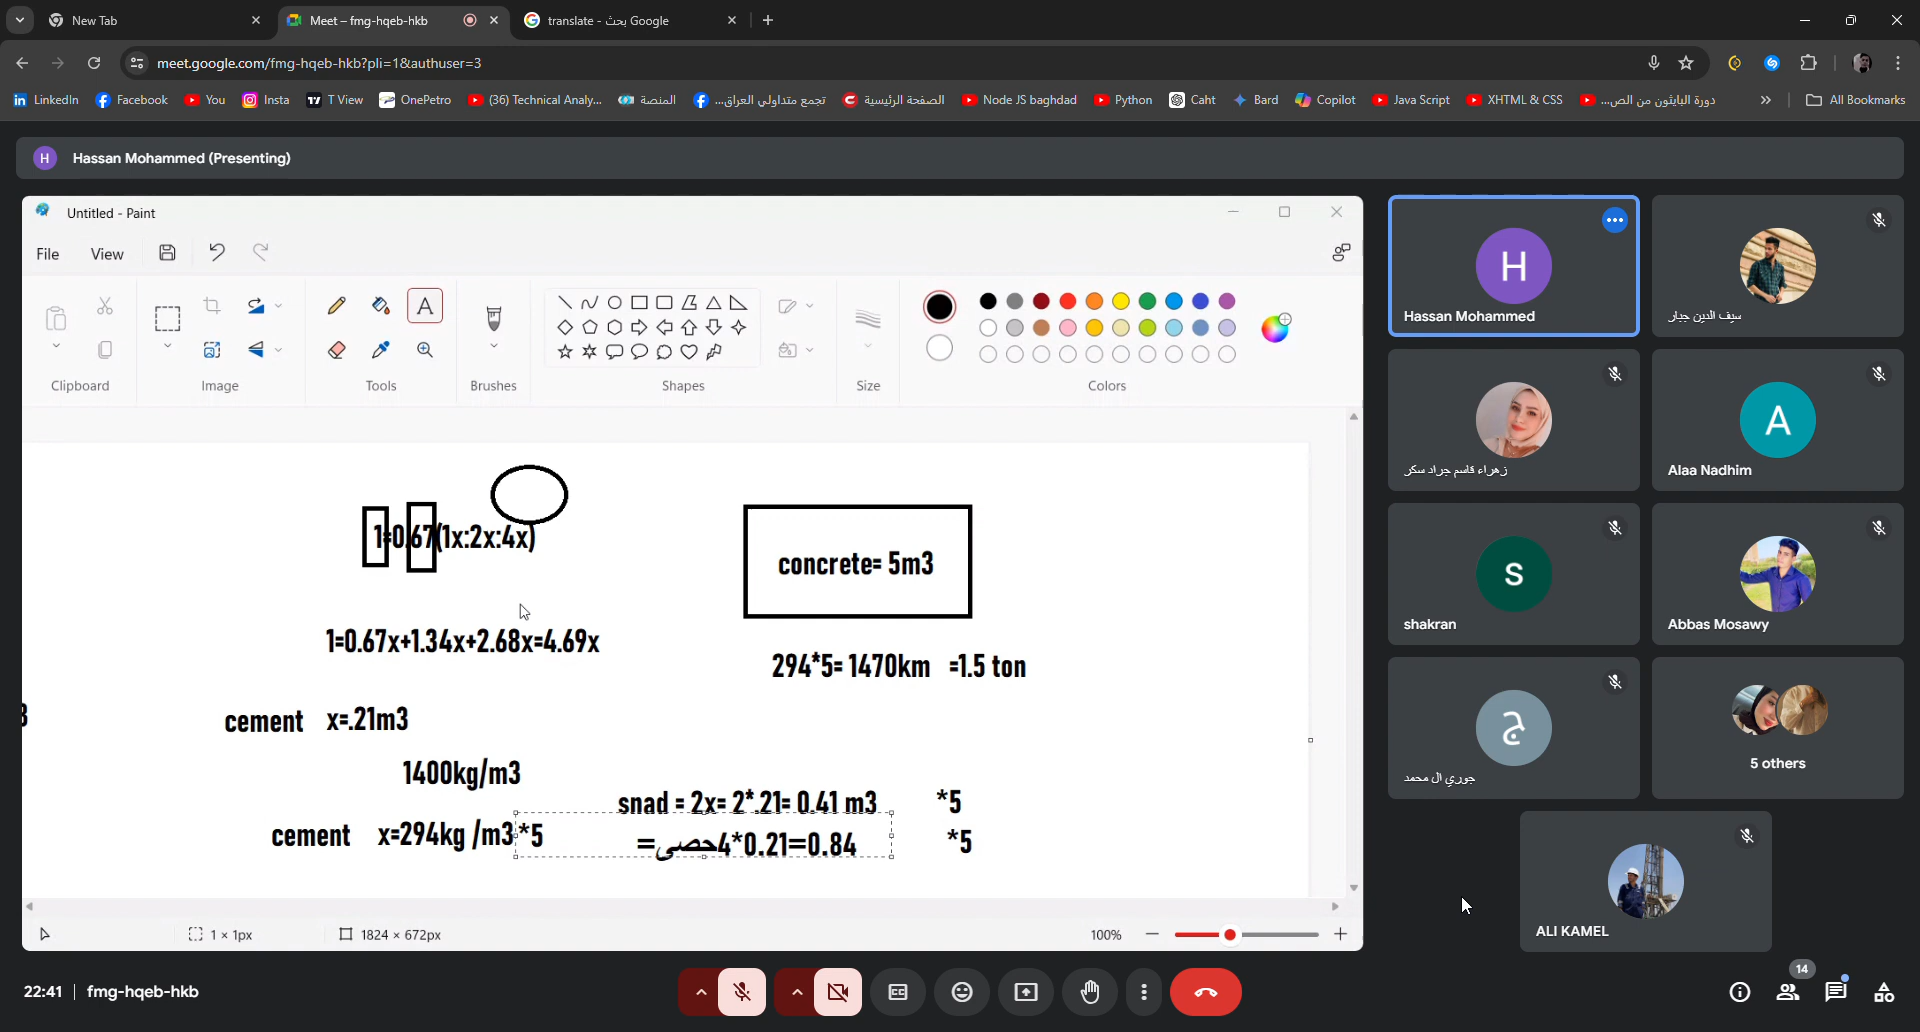 New Tab
Meet – fmg-hqeb-hkb
translate - بحث Google
meet.google.com/fmg-hqeb-hkb?pli=1&authuser=3
LinkedIn
Facebook
You
Insta
T View
OnePetro
(36) Technical Analy...
المنصة
تجمع متداولي العراق...
الصفحة الرئيسية
Node JS baghdad
Python
Caht
Bard
Copilot
Java Script
XHTML & CSS
دورة البايثون من الص...
All Bookmarks
H
Hassan Mohammed (Presenting)
Untitled - Paint
File
View
Clipboard
Image
Tools
Brushes
Shapes
Size
Colors
1=0.67(1x:2x:4x)
concrete= 5m3
1=0.67x+1.34x+2.68x=4.69x
294*5= 1470km =1.5 ton
cement x=.21m3
1400kg/m3
snad = 2x= 2*.21= 0.41 m3 *5
cement x=294kg /m3 *5
=حصى4*0.21=0.84 *5
1 × 1px
1824 × 672px
100%
H
Hassan Mohammed
سيف الدين جبار
زهراء قاسم جراد سكر
A
Alaa Nadhim
s
shakran
Abbas Mosawy
ج
جوري ال محمد
5 others
ALI KAMEL
22:41 | fmg-hqeb-hkb
14